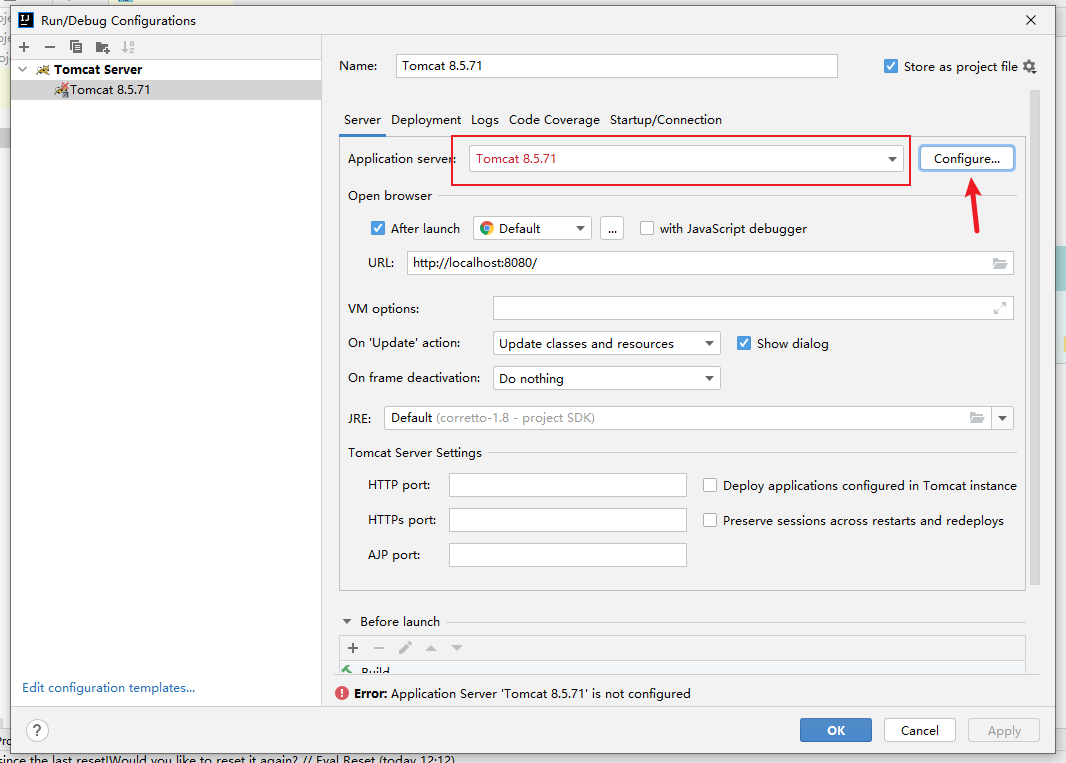 Run/Debug Configurations
Tomcat Server
Tomcat 8.5.71
Name: Tomcat 8.5.71 Store as project file
Server Deployment Logs Code Coverage Startup/Connection
Application server: Tomcat 8.5.71 Configure...
Open browser
After launch Default ... with JavaScript debugger
URL: http://localhost:8080/
VM options:
On 'Update' action: Update classes and resources Show dialog
On frame deactivation: Do nothing
JRE: Default (corretto-1.8 - project SDK)
Tomcat Server Settings
HTTP port: Deploy applications configured in Tomcat instance
HTTPs port: Preserve sessions across restarts and redeploys
AJP port:
Before launch
Build
Edit configuration templates...
Error: Application Server 'Tomcat 8.5.71' is not configured
? OK Cancel Apply
since the last reset!Would you like to reset it again? // Eval Reset (today 12:12)